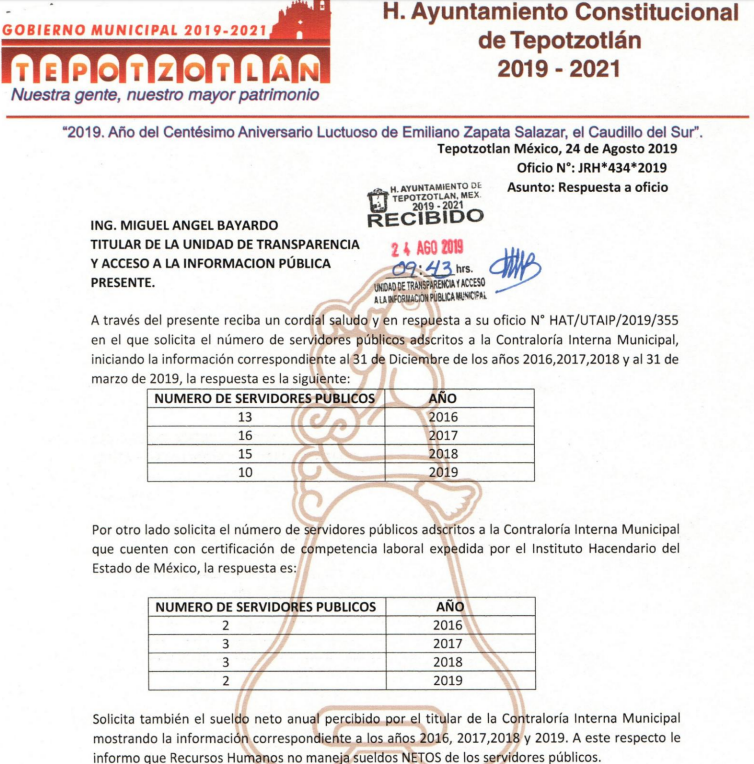 GOBIERNO MUNICIPAL 2019-2021
TEPOTZOTLÁN
Nuestra gente, nuestro mayor patrimonio
H. Ayuntamiento Constitucional
de Tepotzotlán
2019 - 2021
"2019. Año del Centésimo Aniversario Luctuoso de Emiliano Zapata Salazar, el Caudillo del Sur".
Tepotzotlan México, 24 de Agosto 2019
Oficio N°: JRH*434*2019
Asunto: Respuesta a oficio
H. AYUNTAMIENTO DE
TEPOTZOTLAN, MEX.
2019 - 2021
RECIBIDO
24 AGO 2019
09:43 hrs.
UNIDAD DE TRANSPARENCIA Y ACCESO
A LA INFORMACION PÚBLICA MUNICIPAL
ING. MIGUEL ANGEL BAYARDO
TITULAR DE LA UNIDAD DE TRANSPARENCIA
Y ACCESO A LA INFORMACION PÚBLICA
PRESENTE.
A través del presente reciba un cordial saludo y en respuesta a su oficio N° HAT/UTAIP/2019/355
en el que solicita el número de servidores públicos adscritos a la Contraloría Interna Municipal,
iniciando la información correspondiente al 31 de Diciembre de los años 2016,2017,2018 y al 31 de
marzo de 2019, la respuesta es la siguiente:
NUMERO DE SERVIDORES PUBLICOS AÑO
13 2016
16 2017
15 2018
10 2019
Por otro lado solicita el número de servidores públicos adscritos a la Contraloría Interna Municipal
que cuenten con certificación de competencia laboral expedida por el Instituto Hacendario del
Estado de México, la respuesta es:
NUMERO DE SERVIDORES PUBLICOS AÑO
2 2016
3 2017
3 2018
2 2019
Solicita también el sueldo neto anual percibido por el titular de la Contraloría Interna Municipal
mostrando la información correspondiente a los años 2016, 2017,2018 y 2019. A este respecto le
informo que Recursos Humanos no maneja sueldos NETOS de los servidores públicos.